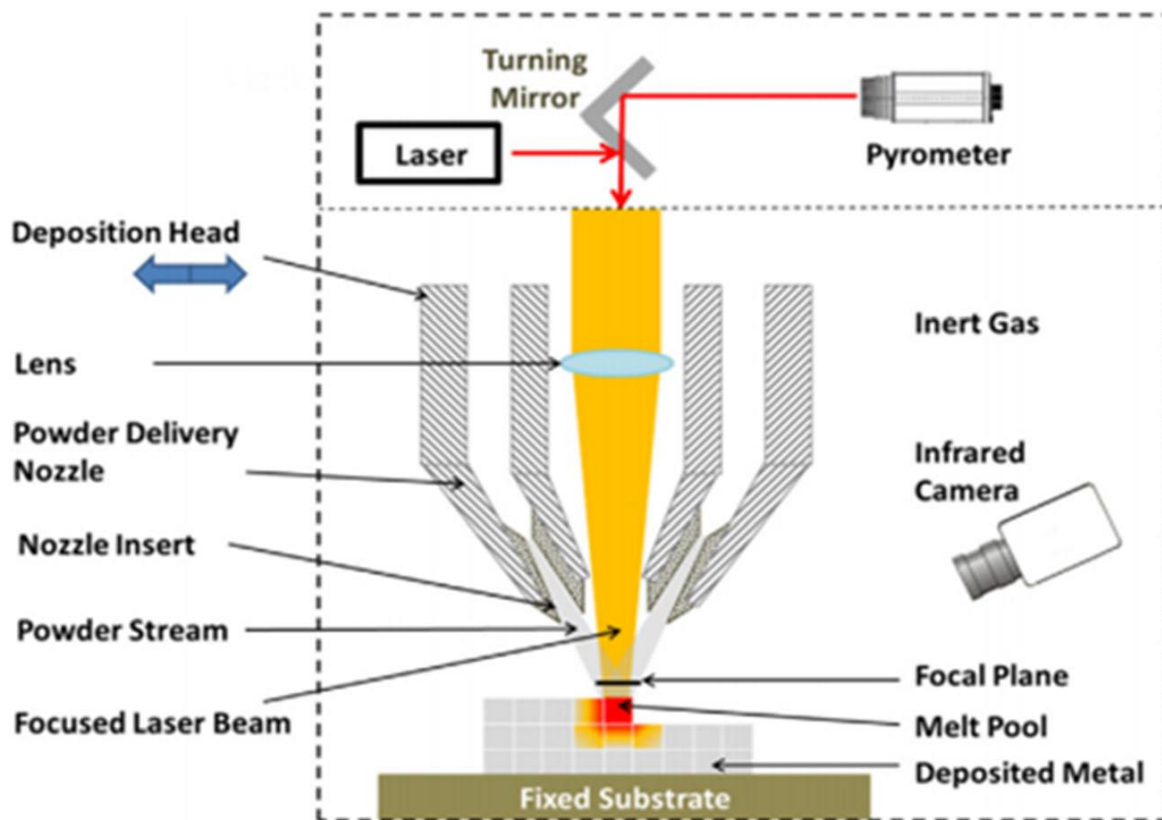 Turning
Mirror
Laser
Pyrometer
Deposition Head
Inert Gas
Lens
Powder Delivery
Nozzle
Infrared
Camera
Nozzle Insert
Powder Stream
Focal Plane
Focused Laser Beam
Melt Pool
Deposited Metal
Fixed Substrate